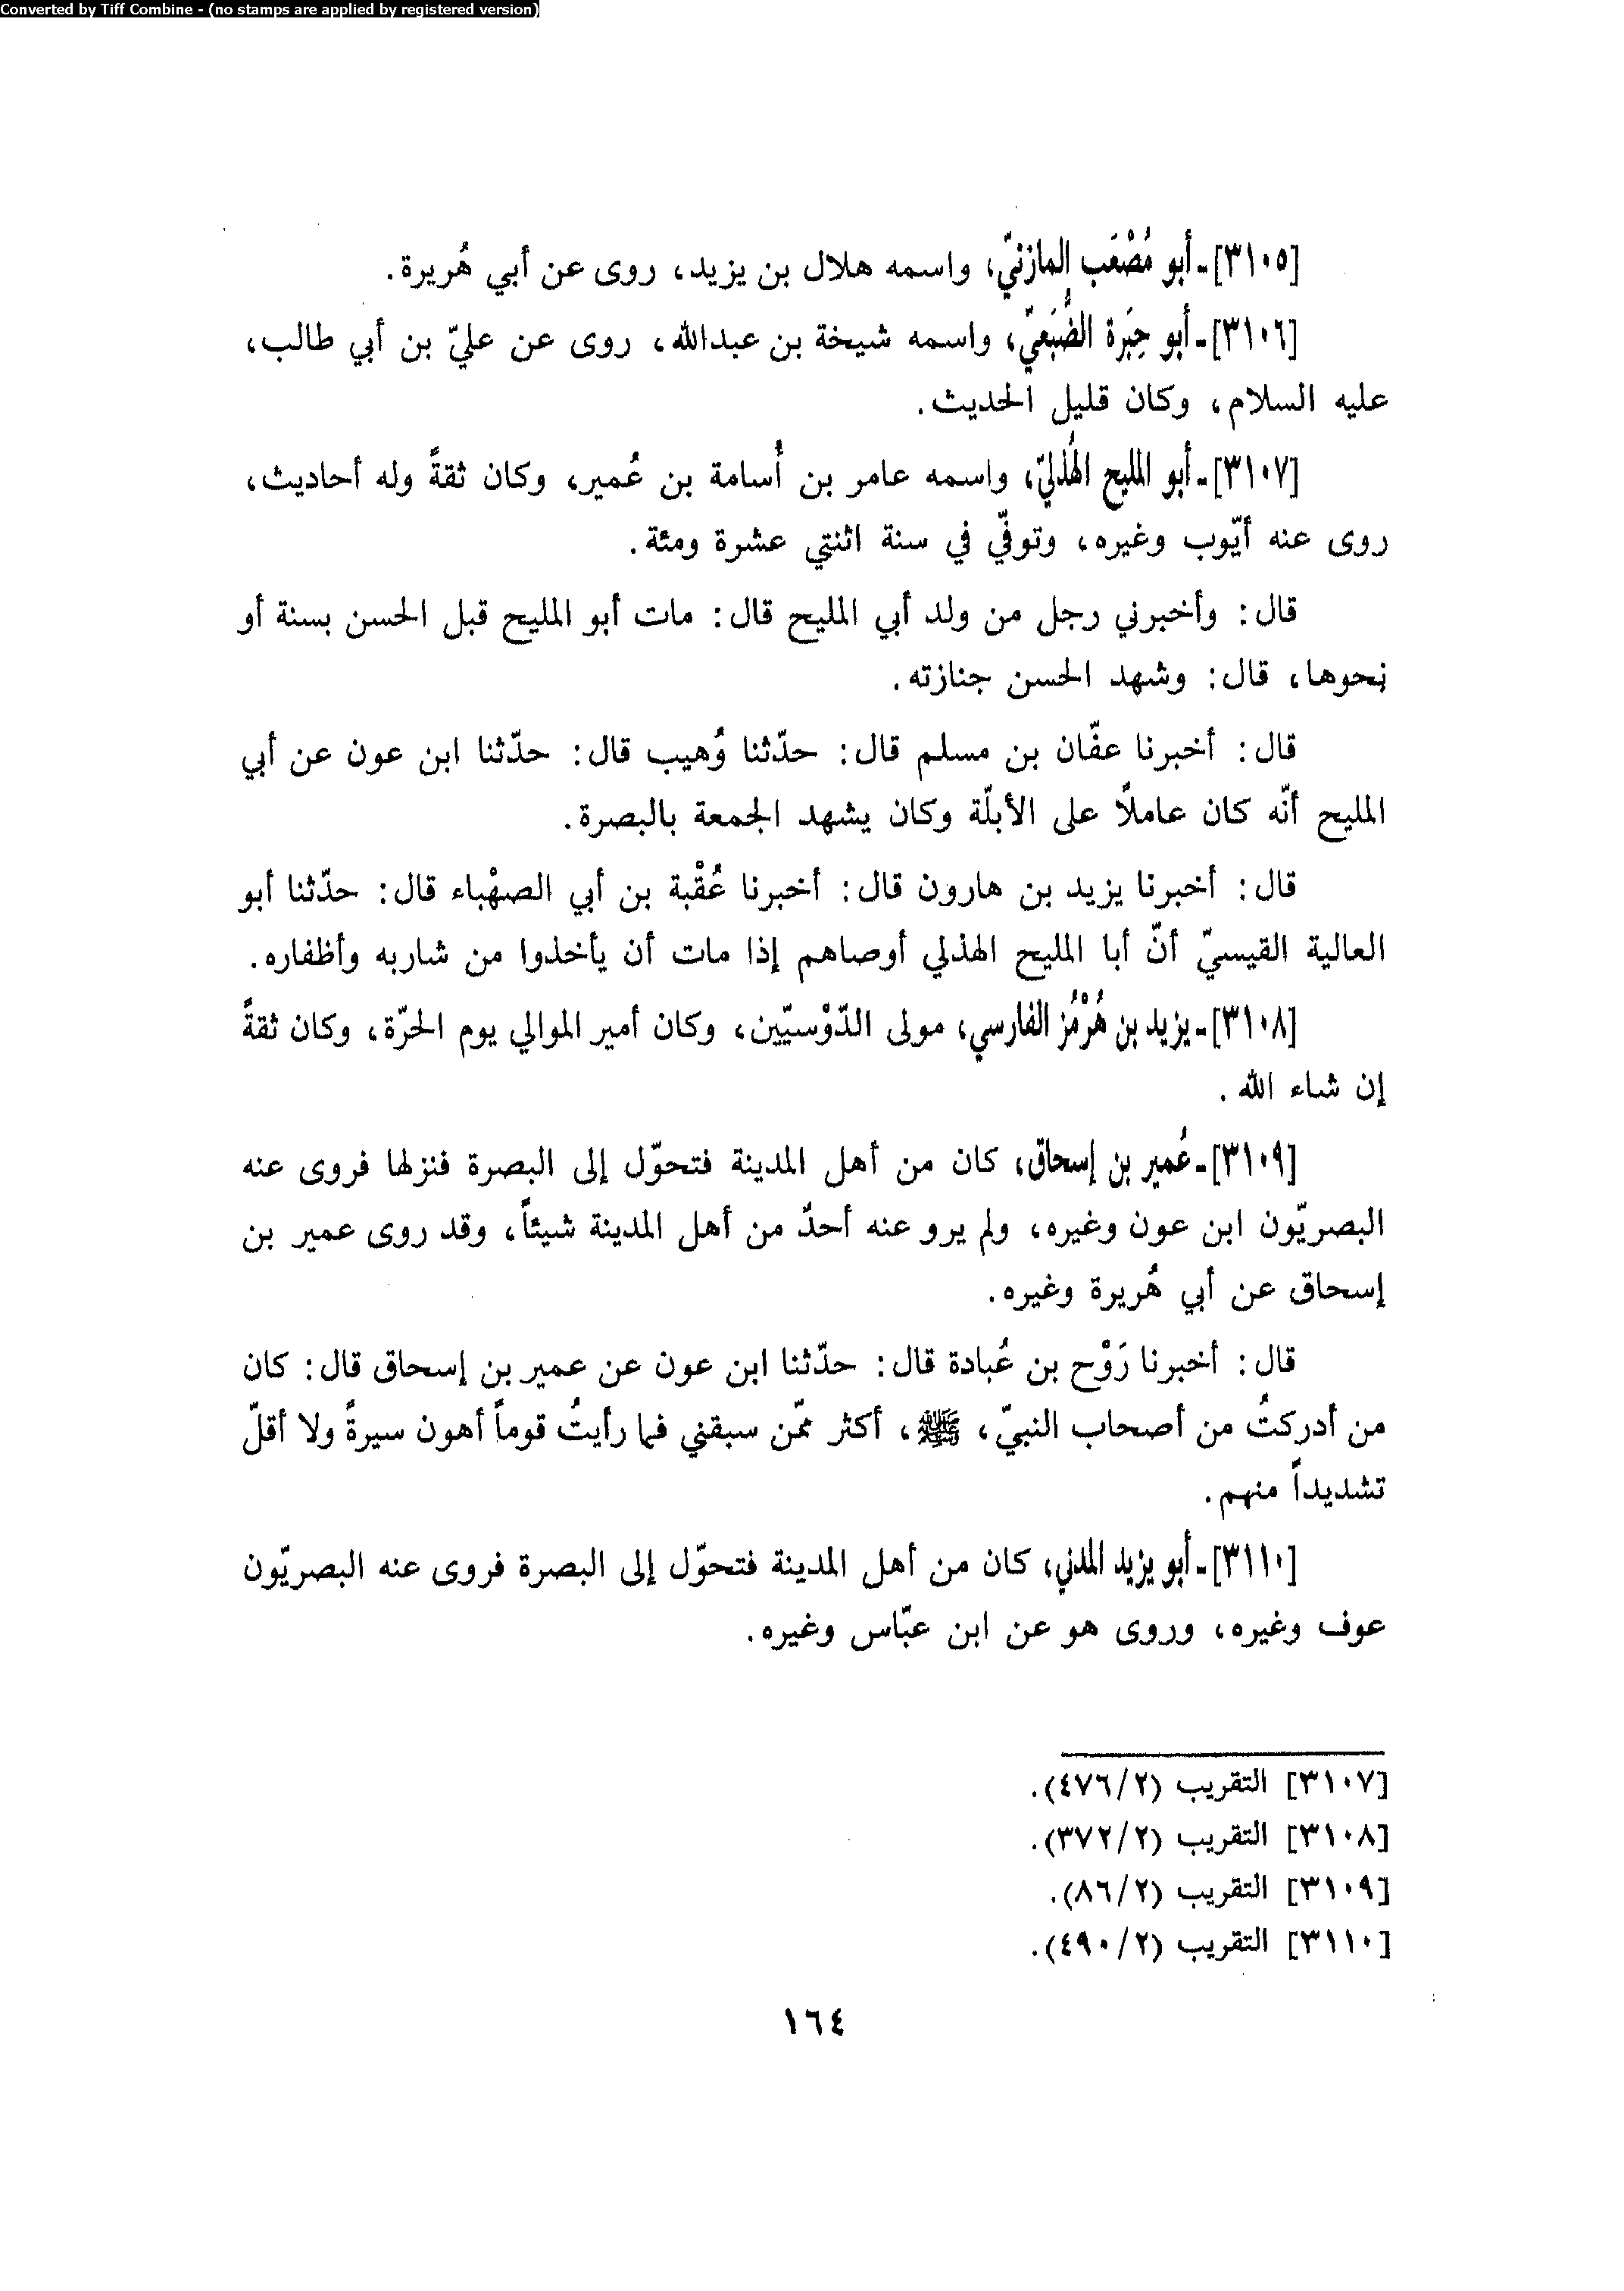 Converted by Tiff Combine - (no stamps are applied by registered version)
[٣١٠٥]ـ أبو مُصْعَب المازنيّ، واسمه هلال بن يزيد، روى عن أبي هُريرة.
[٣١٠٦]ـ أبو حِبَرة الضُّبَعيّ، واسمه شيخة بن عبدالله، روى عن عليّ بن أبي طالب،
عليه السلام، وكان قليل الحديث.
[٣١٠٧]ـ أبو المليح الهُذليّ، واسمه عامر بن أُسامة بن عُمير، وكان ثقةً وله أحاديث،
روى عنه أيّوب وغيره، وتوفّي في سنة اثنتي عشرة ومئة.
قال: وأخبرني رجل من ولد أبي المليح قال: مات أبو المليح قبل الحسن بسنة أو
نحوها، قال: وشهد الحسن جنازته.
قال: أخبرنا عفّان بن مسلم قال: حدّثنا وُهيب قال: حدّثنا ابن عون عن أبي
المليح أنّه كان عاملاً على الأبلّة وكان يشهد الجمعة بالبصرة.
قال: أخبرنا يزيد بن هارون قال: أخبرنا عُقْبة بن أبي الصهْباء قال: حدّثنا أبو
العالية القيسيّ أنّ أبا المليح الهذلي أوصاهم إذا مات أن يأخذوا من شاربه وأظفاره.
[٣١٠٨]ـ يزيد بن هُرْمُز الفارسي، مولى الدّوْسيّين، وكان أمير الموالي يوم الحرّة، وكان ثقةً
إن شاء الله.
[٣١٠٩]ـ عُمير بن إسحاق، كان من أهل المدينة فتحوّل إلى البصرة فنزلها فروى عنه
البصريّون ابن عون وغيره، ولم يرو عنه أحدٌ من أهل المدينة شيئاً، وقد روى عمير بن
إسحاق عن أبي هُريرة وغيره.
قال: أخبرنا رَوْح بن عُبادة قال: حدّثنا ابن عون عن عمير بن إسحاق قال: كان
من أدركتُ من أصحاب النبيّ، ﷺ، أكثر ممّن سبقني فما رأيتُ قوماً أهون سيرةً ولا أقلّ
تشديداً منهم.
[٣١١٠]ـ أبو يزيد المدني، كان من أهل المدينة فتحوّل إلى البصرة فروى عنه البصريّون
عوف وغيره، وروى هو عن ابن عبّاس وغيره.
[٣١٠٧] التقريب (٤٧٦/٢).
[٣١٠٨] التقريب (٣٧٢/٢).
[٣١٠٩] التقريب (٨٦/٢).
[٣١١٠] التقريب (٤٩٠/٢).
١٦٤